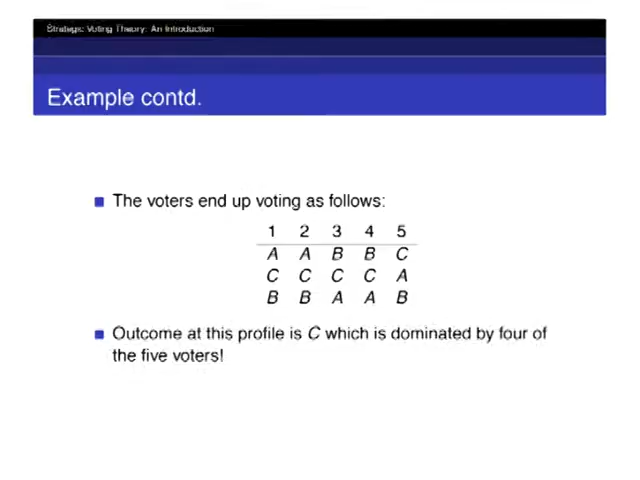 Strategic Voting Theory: An Introduction
Example contd.
The voters end up voting as follows:
1 2 3 4 5
A A B B C
C C C C A
B B A A B
Outcome at this profile is C which is dominated by four of
the five voters!